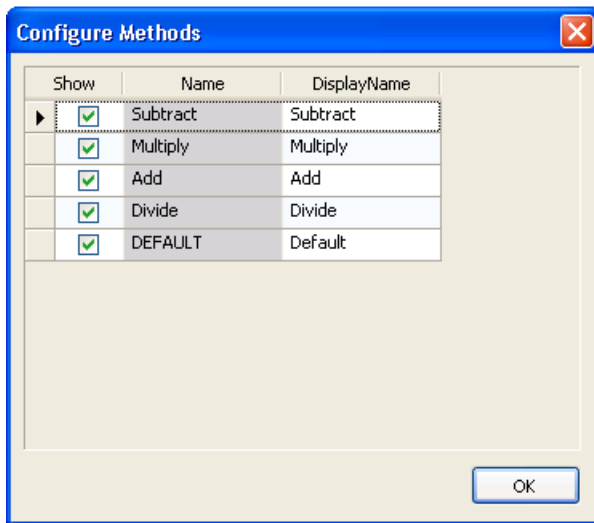 Configure Methods
Show Name DisplayName
Subtract Subtract
Multiply Multiply
Add Add
Divide Divide
DEFAULT Default
OK